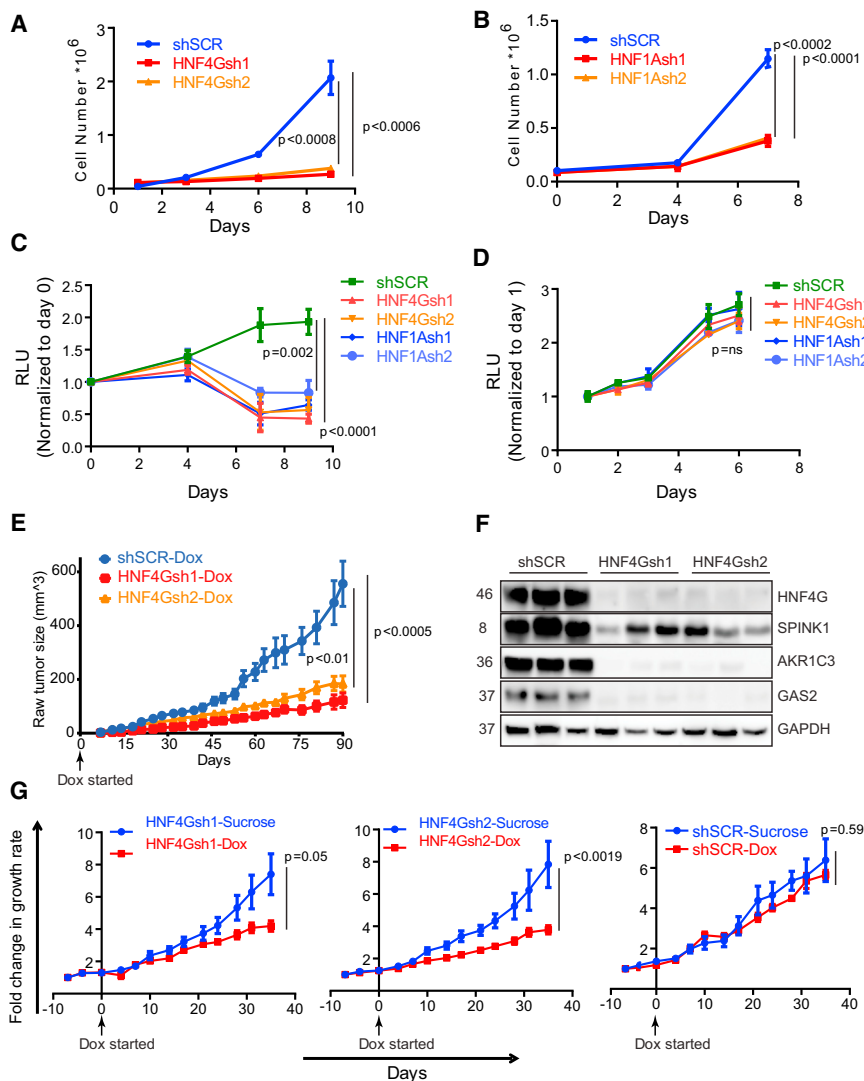 A
shSCR
HNF4Gsh1
HNF4Gsh2
Cell Number *10^6
3
2
1
0
p<0.0008
p<0.0006
0 2 4 6 8 10
Days
B
shSCR
HNF1Ash1
HNF1Ash2
Cell Number *10^6
1.5
1.0
0.5
0.0
p<0.0002
p<0.0001
0 2 4 6 8
Days
C
RLU
(Normalized to day 0)
2.5
2.0
1.5
1.0
0.5
0.0
shSCR
HNF4Gsh1
HNF4Gsh2
HNF1Ash1
HNF1Ash2
p=0.002
p<0.0001
0 2 4 6 8 10
Days
D
RLU
(Normalized to day 1)
3
2
1
0
shSCR
HNF4Gsh1
HNF4Gsh2
HNF1Ash1
HNF1Ash2
p=ns
0 2 4 6 8
Days
E
shSCR-Dox
HNF4Gsh1-Dox
HNF4Gsh2-Dox
Raw tumor size (mm^3)
600
400
200
0
p<0.01
p<0.0005
0 15 30 45 60 75 90
Days
Dox started
F
shSCR HNF4Gsh1 HNF4Gsh2
46 HNF4G
8 SPINK1
36 AKR1C3
37 GAS2
37 GAPDH
G
Fold change in growth rate
HNF4Gsh1-Sucrose
HNF4Gsh1-Dox
10
8
6
4
2
p=0.05
-10 0 10 20 30 40
Dox started
HNF4Gsh2-Sucrose
HNF4Gsh2-Dox
10
8
6
4
2
p<0.0019
-10 0 10 20 30 40
Dox started
shSCR-Sucrose
shSCR-Dox
8
6
4
2
p=0.59
-10 0 10 20 30 40
Dox started
Days